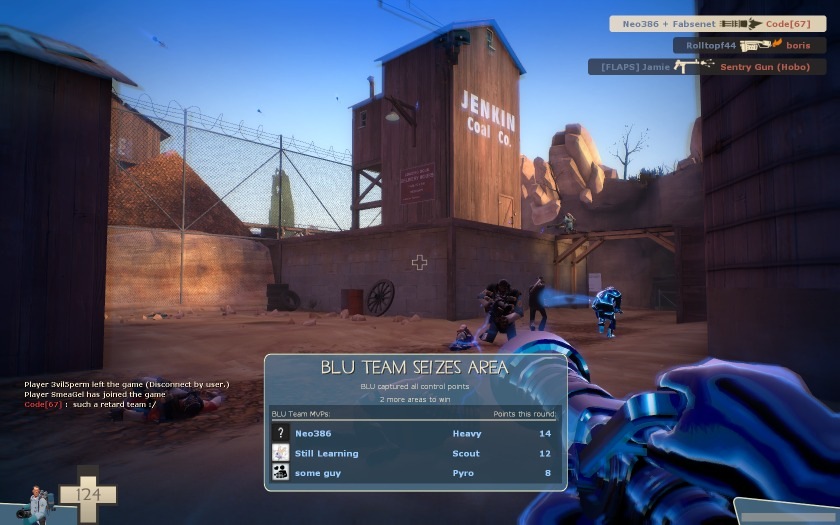 Neo386 + Fabsenet Code[67]
Rolltopf44 boris
[FLAPS] Jamie Sentry Gun (Hobo)
JENKIN
Coal Co.
BLU TEAM SEIZES AREA
BLU captured all control points
2 more areas to win
BLU Team MVPs: Points this round:
? Neo386 Heavy 14
Still Learning Scout 12
some guy Pyro 8
Player 3vil5perm left the game (Disconnect by user.)
Player SmeaGel has joined the game
Code[67] : such a retard team :/
124